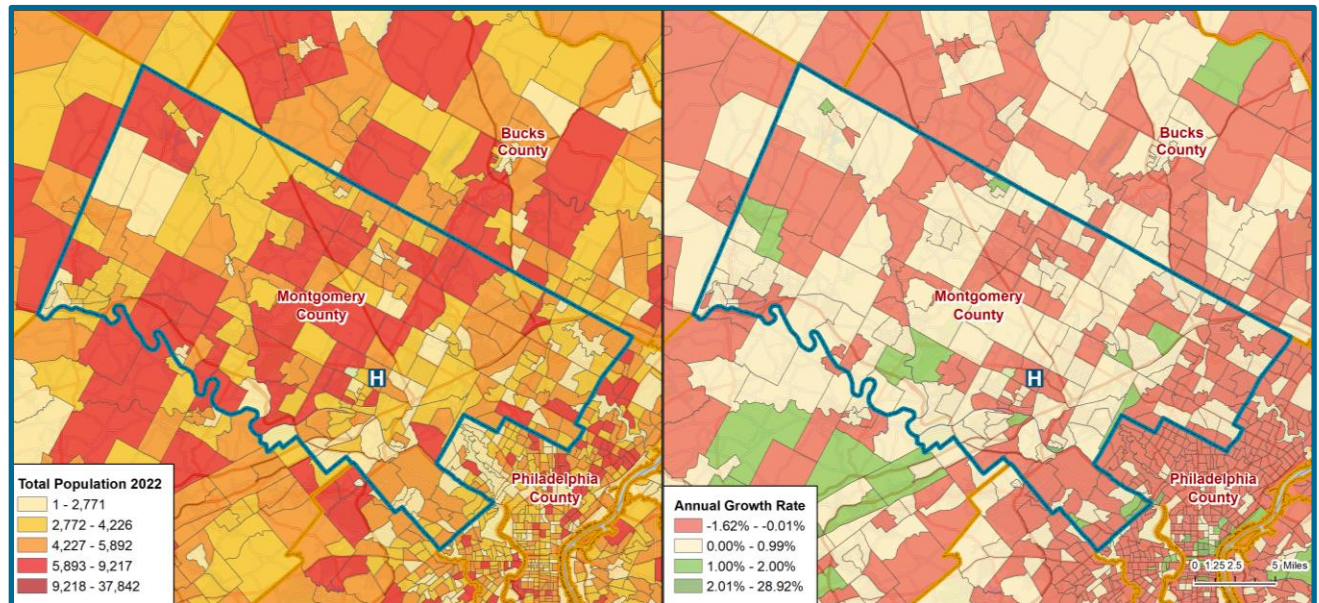 Bucks
County
Montgomery
County
H
Philadelphia
County
Total Population 2022
1 - 2,771
2,772 - 4,226
4,227 - 5,892
5,893 - 9,217
9,218 - 37,842
Bucks
County
Montgomery
County
H
Philadelphia
County
Annual Growth Rate
-1.62% - -0.01%
0.00% - 0.99%
1.00% - 2.00%
2.01% - 28.92%
0 1.25 2.5 5 Miles